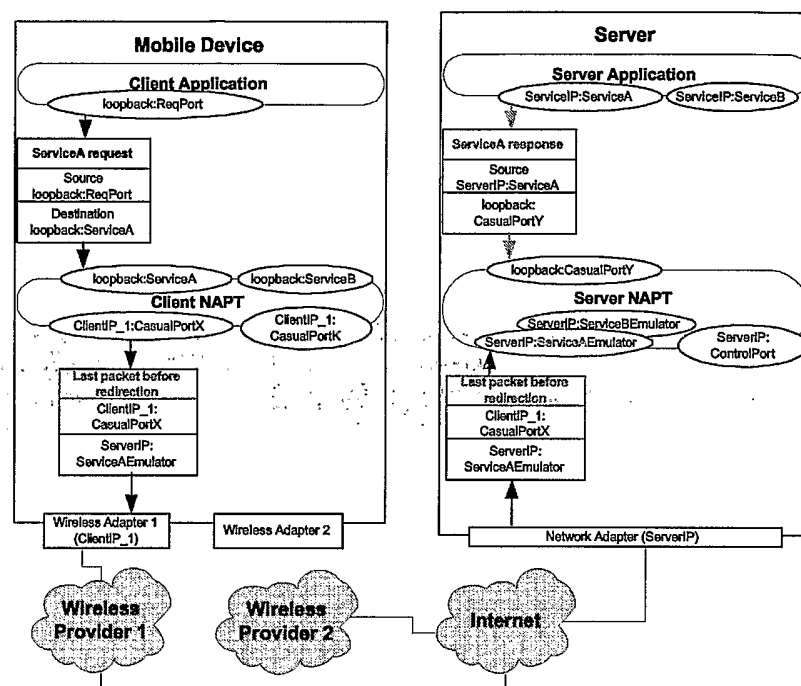 Mobile Device
Client Application
loopback:ReqPort
ServiceA request
Source
loopback:ReqPort
Destination
loopback:ServiceA
loopback:ServiceA
loopback:ServiceB
Client NAPT
ClientIP_1:CasualPortX
ClientIP_1:
CasualPortK
Last packet before
redirection
ClientIP_1:
CasualPortX
ServerIP:
ServiceAEmulator
Wireless Adapter 1
(ClientIP_1)
Wireless Adapter 2
Server
Server Application
ServiceIP:ServiceA
ServiceIP:ServiceB
ServiceA response
Source
ServerIP:ServiceA
loopback:
CasualPortY
loopback:CasualPortY
Server NAPT
ServerIP:ServiceBEmulator
ServerIP:ServiceAEmulator
ServerIP:
ControlPort
Last packet before
redirection
ClientIP_1:
CasualPortX
ServerIP:
ServiceAEmulator
Network Adapter (ServerIP)
Wireless
Provider 1
Wireless
Provider 2
Internet